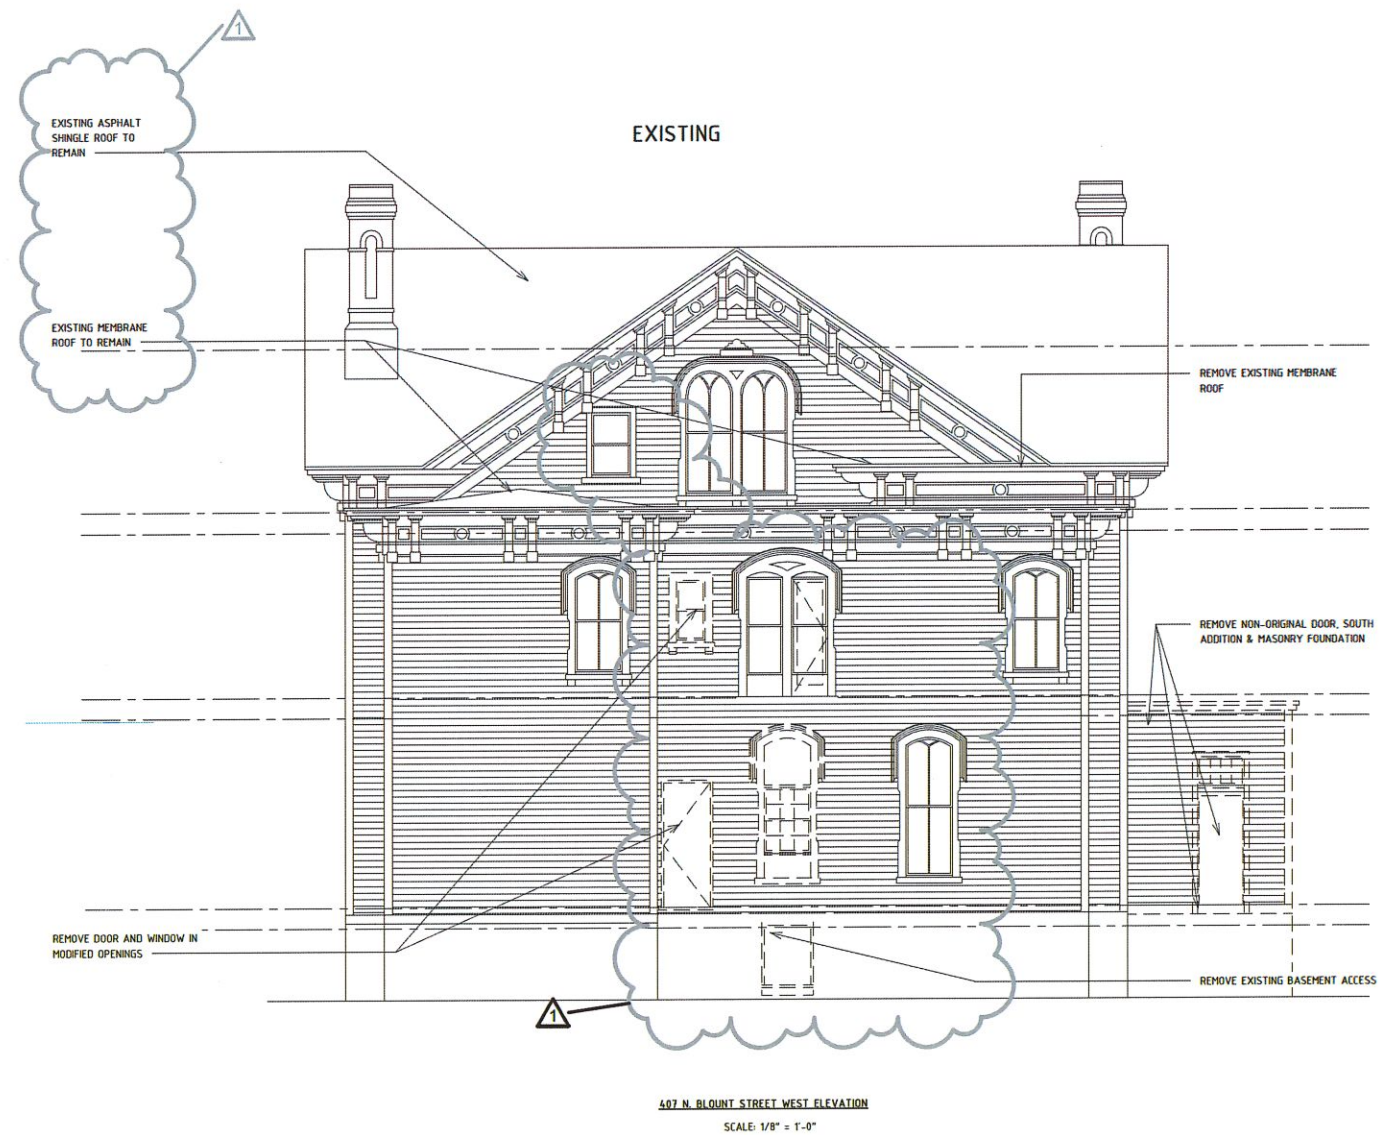 1
EXISTING ASPHALT
SHINGLE ROOF TO
REMAIN
EXISTING
EXISTING MEMBRANE
ROOF TO REMAIN
REMOVE EXISTING MEMBRANE
ROOF
REMOVE NON-ORIGINAL DOOR, SOUTH
ADDITION & MASONRY FOUNDATION
REMOVE DOOR AND WINDOW IN
MODIFIED OPENINGS
REMOVE EXISTING BASEMENT ACCESS
1
407 N. BLOUNT STREET WEST ELEVATION
SCALE: 1/8" = 1'-0"